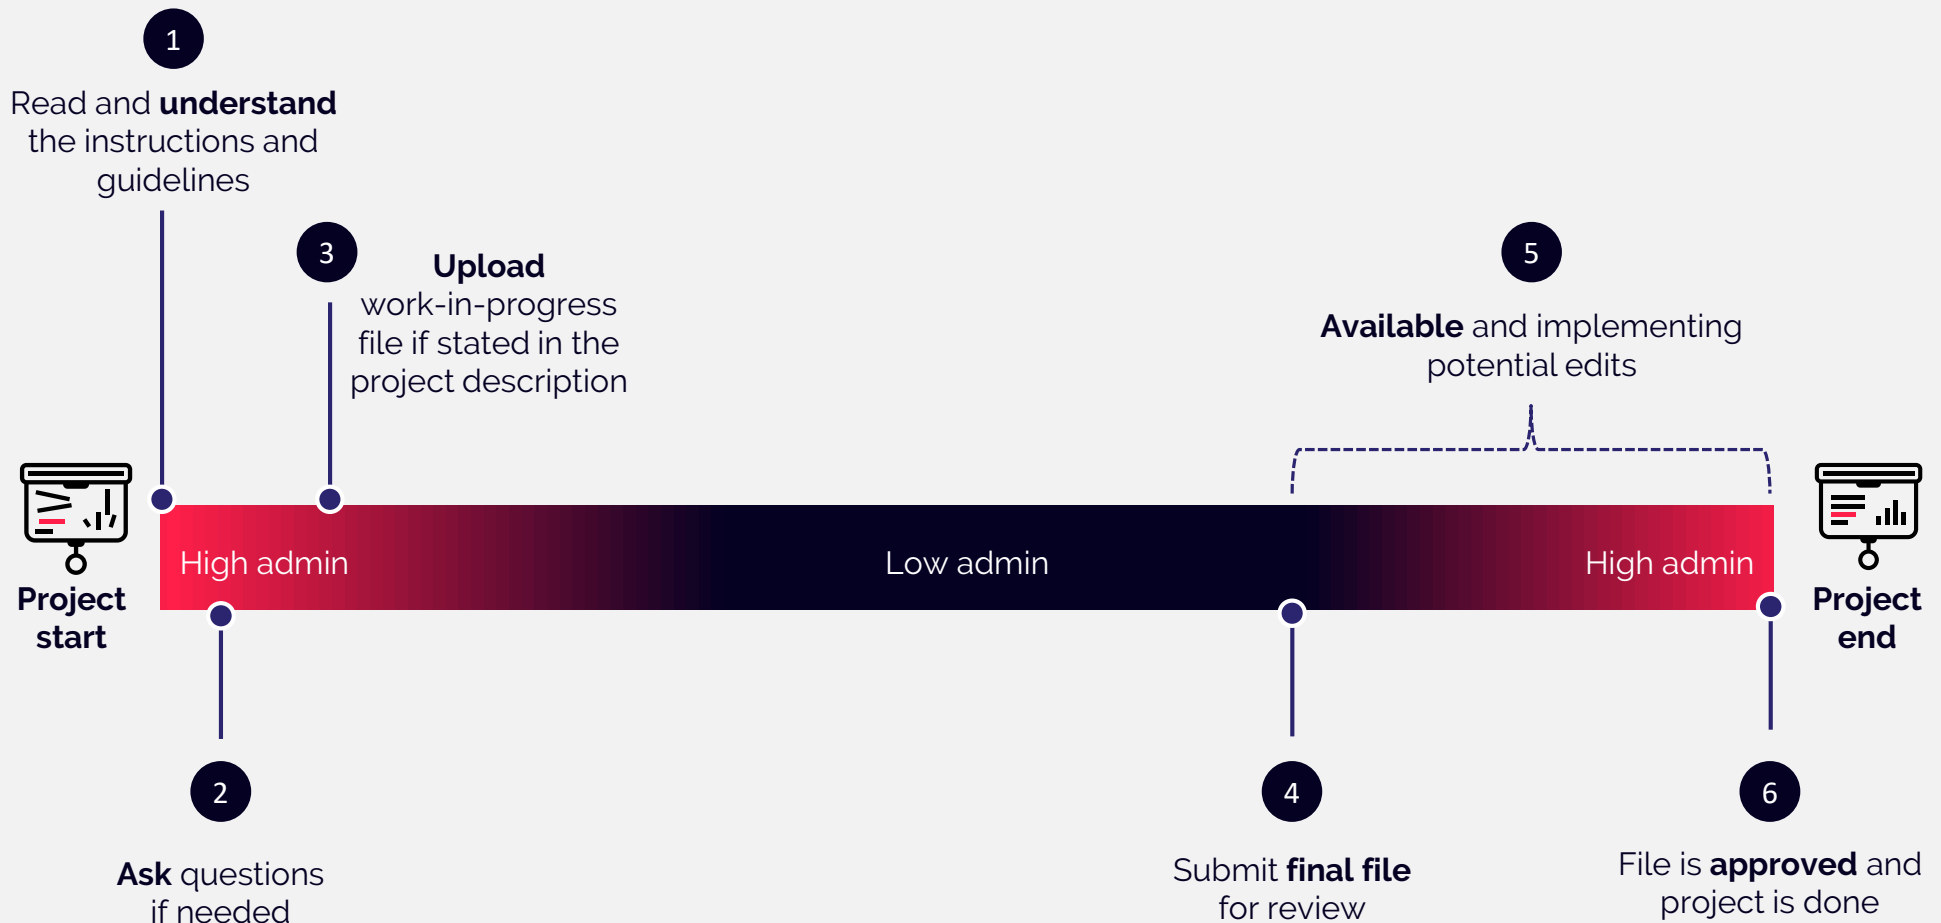 1
Read and understand
the instructions and
guidelines
3
Upload
work-in-progress
file if stated in the
project description
5
Available and implementing
potential edits
High admin
Low admin
High admin
Project
start
Project
end
2
Ask questions
if needed
4
Submit final file
for review
6
File is approved and
project is done